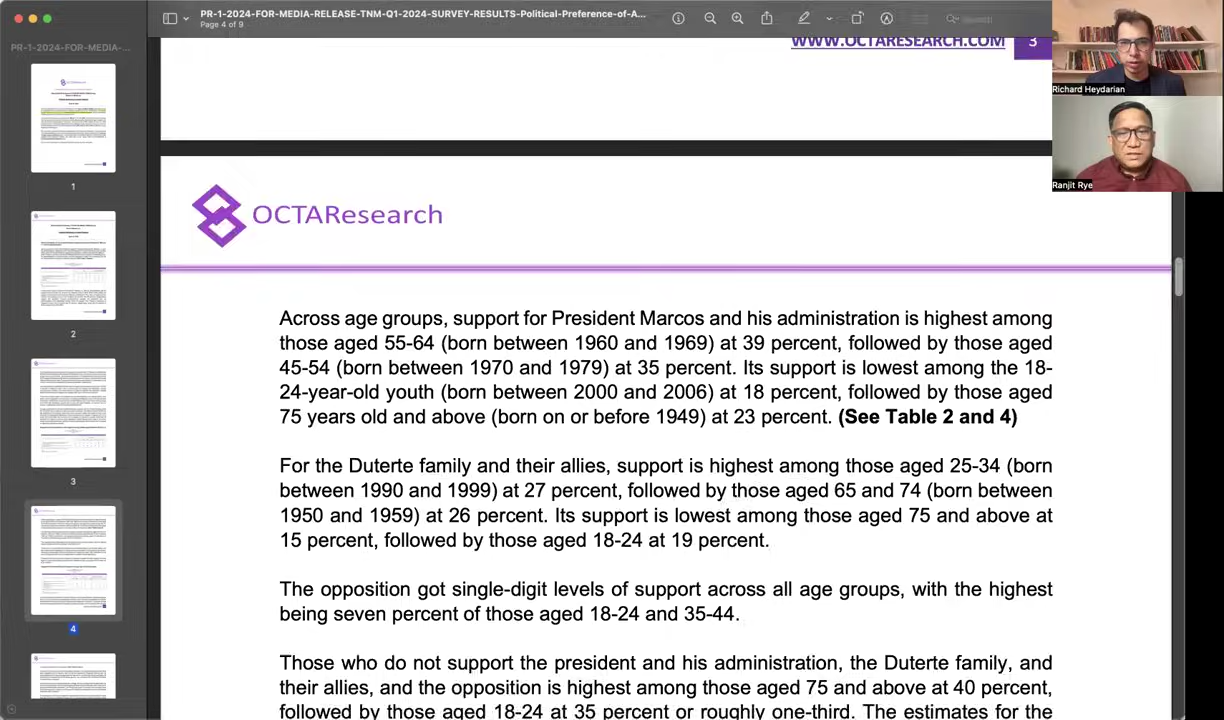 PR-1-2024-FOR-MEDIA-RELEASE-TNM-Q1-2024-SURVEY-RESULTS-Political-Preference-of-A...
Page 4 of 9
Search
PR-1-2024-FOR-MEDIA-...
1
2
3
4
WWW.OCTARESEARCH.COM 3
Richard Heydarian
Ranjit Rye
OCTAResearch
Across age groups, support for President Marcos and his administration is highest among
those aged 55-64 (born between 1960 and 1969) at 39 percent, followed by those aged
45-54 (born between 1970 and 1979) at 35 percent. Its support is lowest among the 18-
24-year-old youth (born between 2000 and 2006) at 18 percent, followed by those aged
75 years old and above (born on or before 1949) at 23 percent. (See Table 2 and 4)
For the Duterte family and their allies, support is highest among those aged 25-34 (born
between 1990 and 1999) at 27 percent, followed by those aged 65 and 74 (born between
1950 and 1959) at 26 percent. Its support is lowest among those aged 75 and above at
15 percent, followed by those aged 18-24 at 19 percent.
The opposition got single-digit levels of support across all age groups, with the highest
being seven percent of those aged 18-24 and 35-44.
Those who do not support the president and his administration, the Duterte family, and
their allies, and the opposition is highest among those aged 75 and above at 40 percent,
followed by those aged 18-24 at 35 percent or roughly one-third. The estimates for the